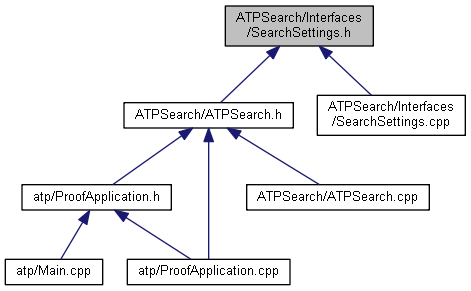 ATPSearch/Interfaces
/SearchSettings.h
ATPSearch/ATPSearch.h
ATPSearch/Interfaces
/SearchSettings.cpp
atp/ProofApplication.h
ATPSearch/ATPSearch.cpp
atp/Main.cpp
atp/ProofApplication.cpp